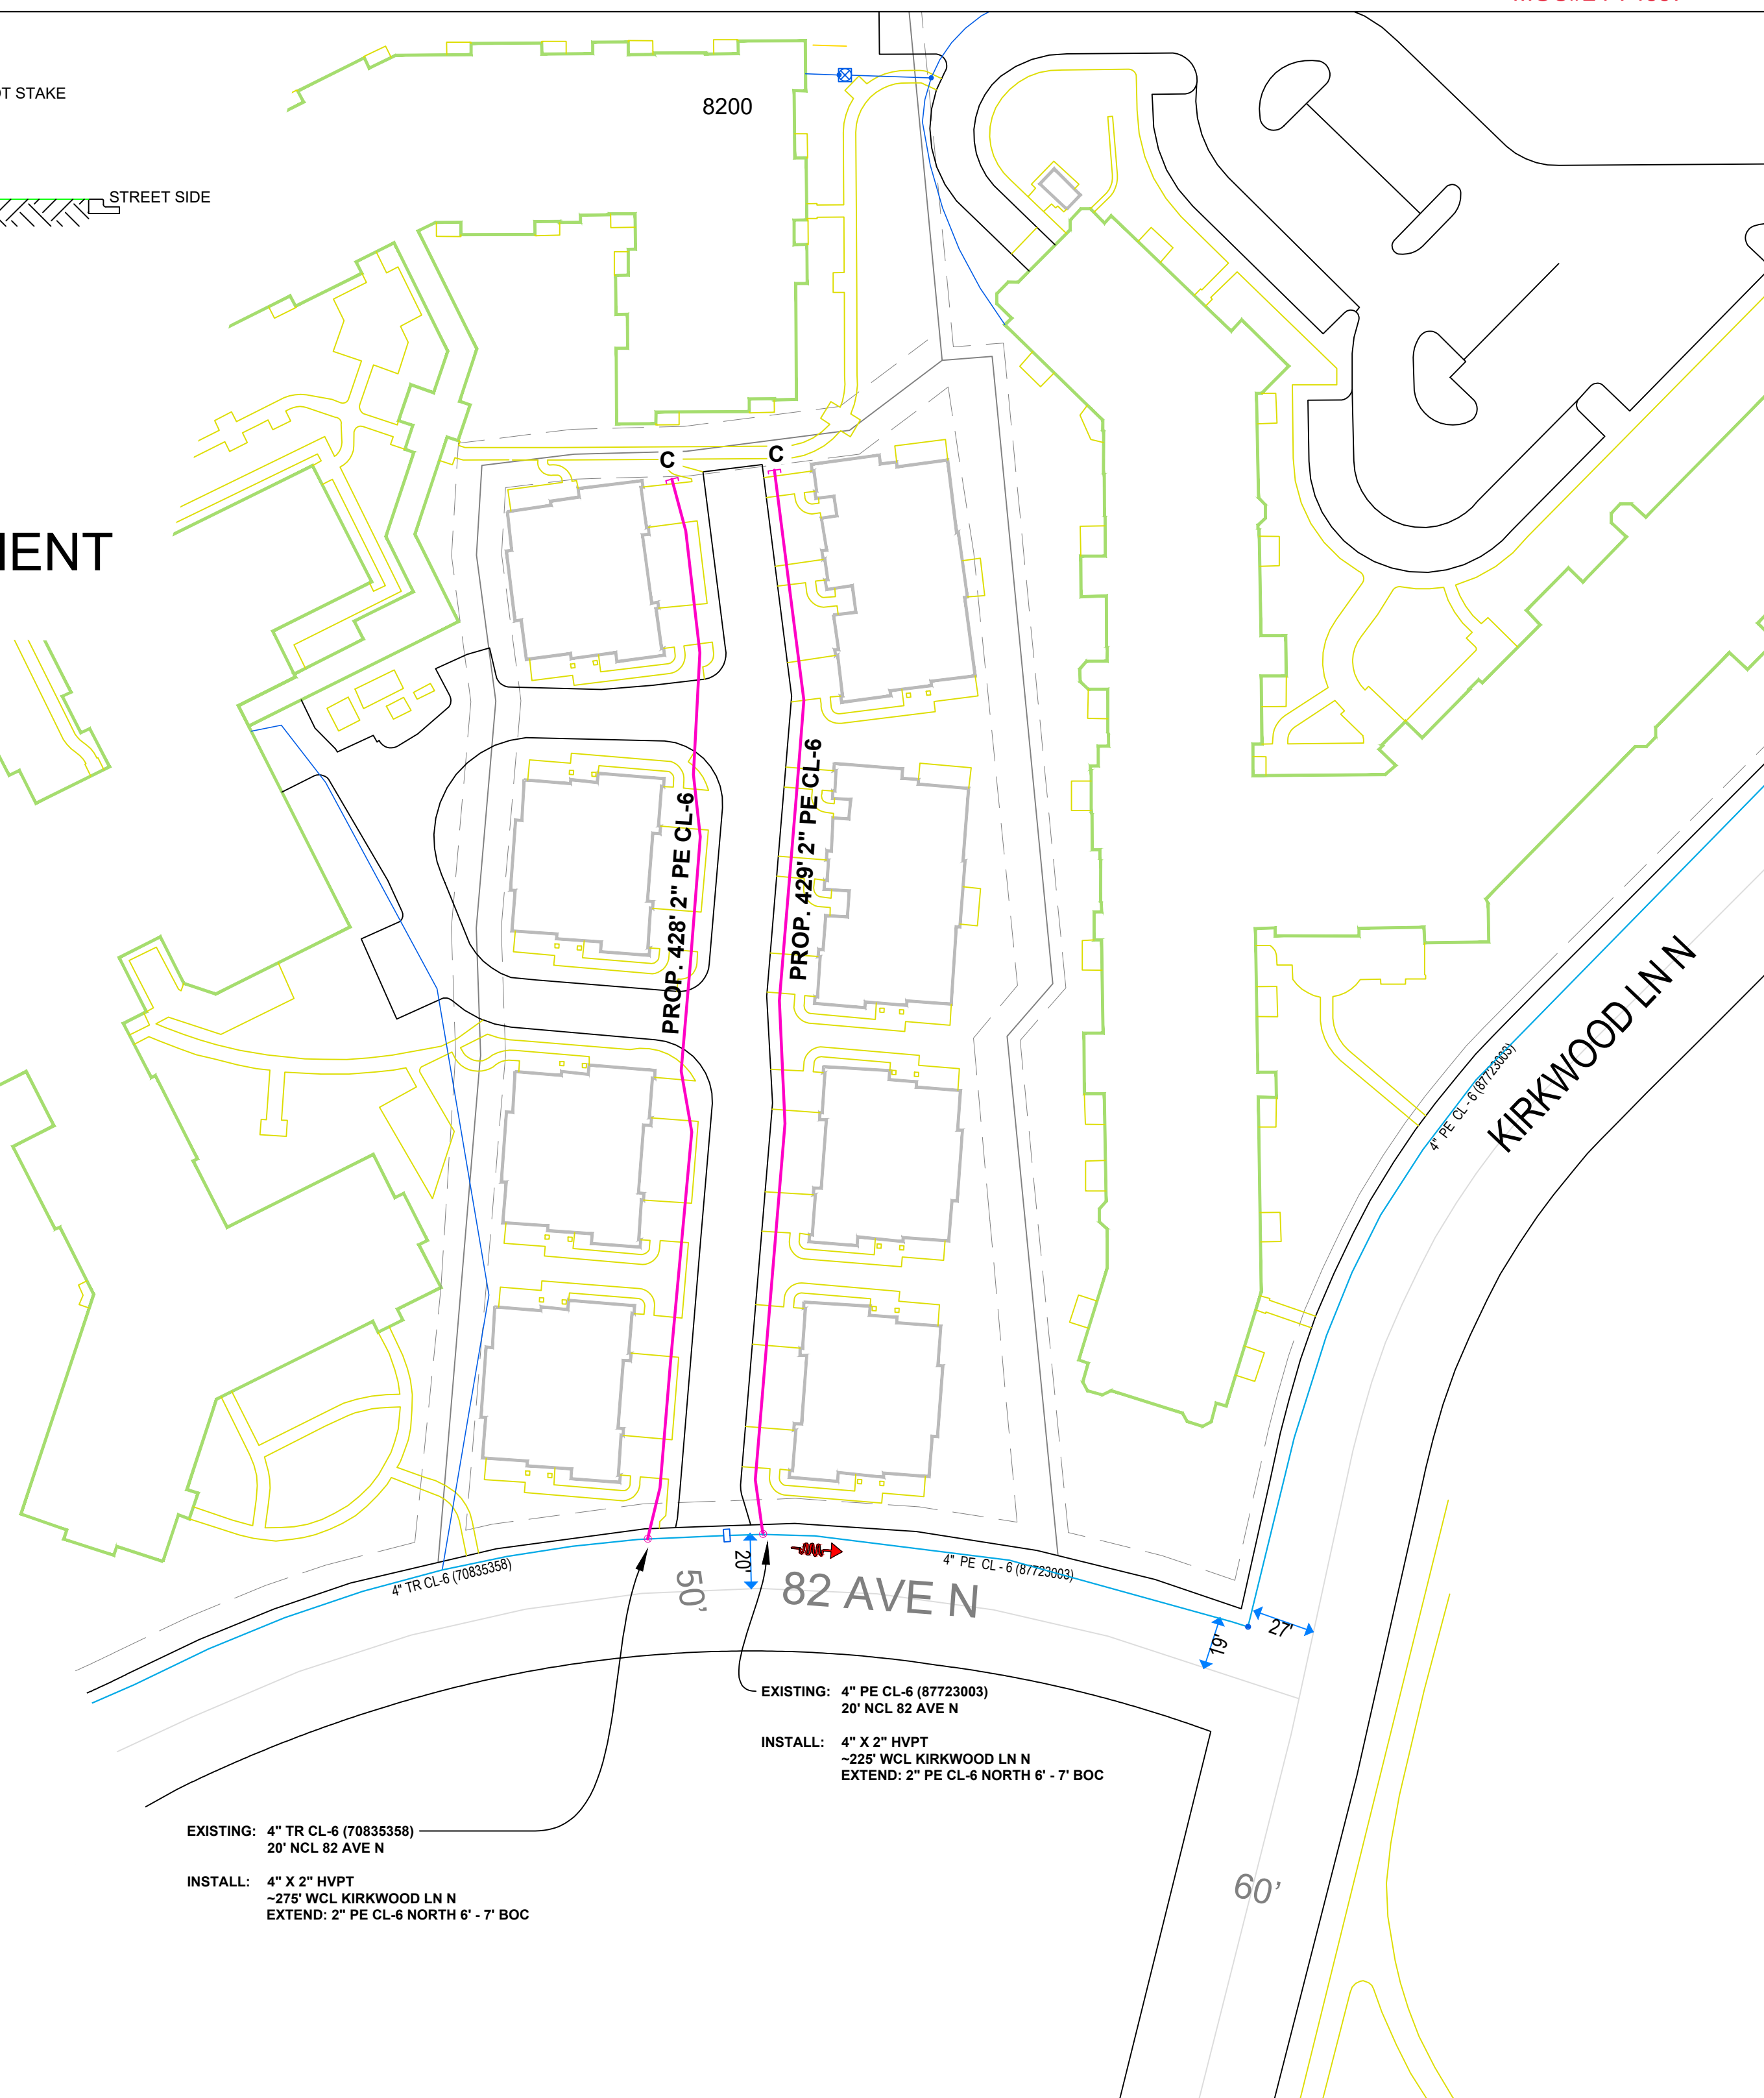 OT STAKE
8200
STREET SIDE
C
C
MENT
PROP. 428' 2" PE CL-6
PROP. 429' 2" PE CL-6
KIRKWOOD LN N
4" PE CL - 6 (87723003)
4" TR CL-6 (70835358)
20'
4" PE CL - 6 (87723003)
50'
82 AVE N
19'
27'
EXISTING: 4" PE CL-6 (87723003)
20' NCL 82 AVE N
INSTALL: 4" X 2" HVPT
~225' WCL KIRKWOOD LN N
EXTEND: 2" PE CL-6 NORTH 6' - 7' BOC
EXISTING: 4" TR CL-6 (70835358)
20' NCL 82 AVE N
INSTALL: 4" X 2" HVPT
~275' WCL KIRKWOOD LN N
EXTEND: 2" PE CL-6 NORTH 6' - 7' BOC
60'